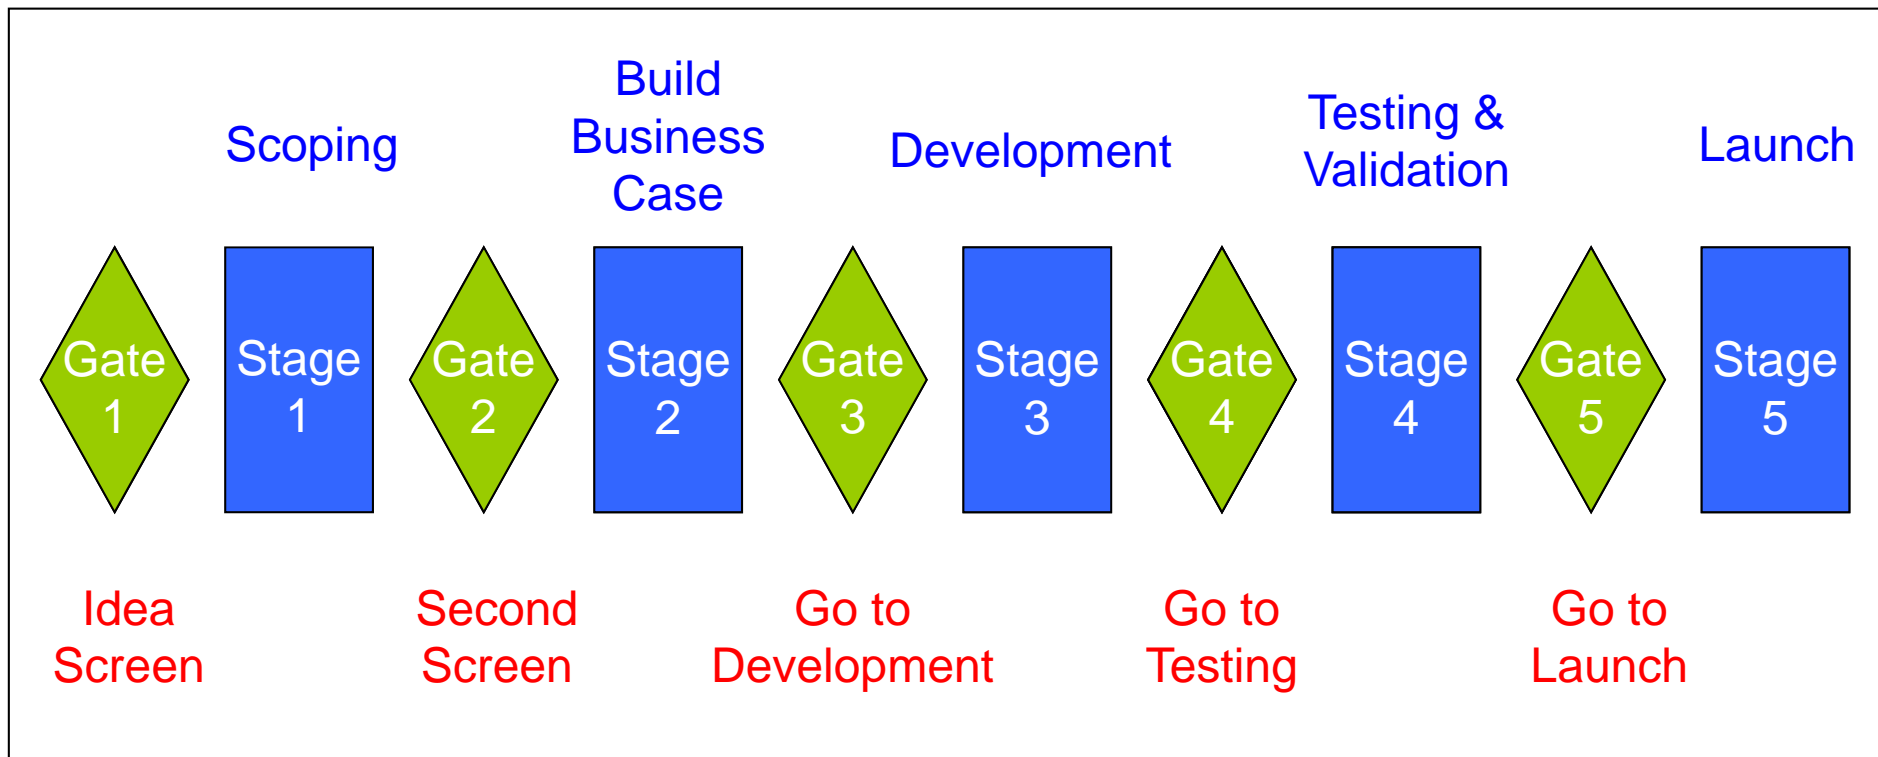 Scoping
Build
Business
Case
Development
Testing &
Validation
Launch
Gate
1
Stage
1
Gate
2
Stage
2
Gate
3
Stage
3
Gate
4
Stage
4
Gate
5
Stage
5
Idea
Screen
Second
Screen
Go to
Development
Go to
Testing
Go to
Launch